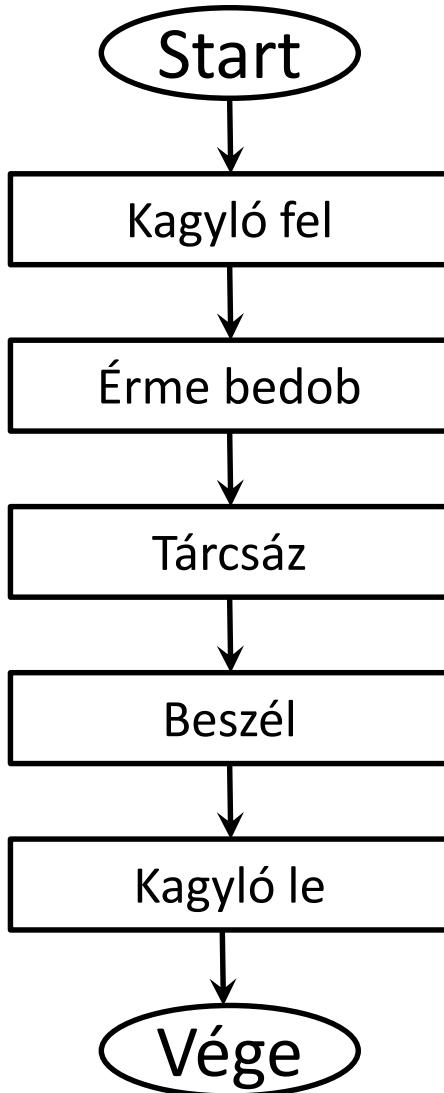 Start
Kagyló fel
Érme bedob
Tárcsáz
Beszél
Kagyló le
Vége